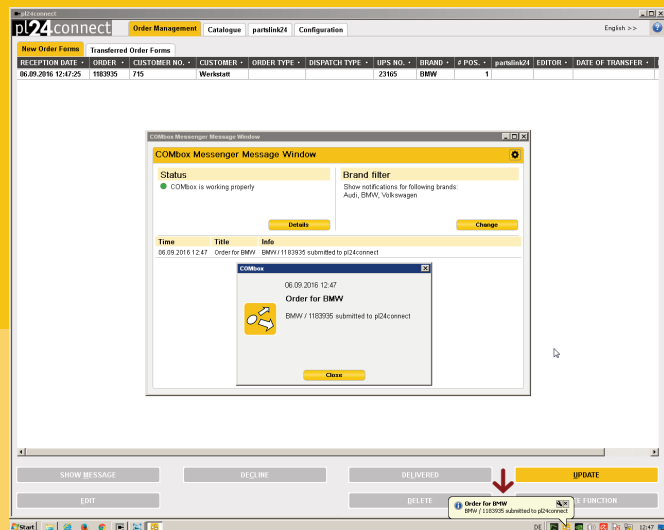 pl24connect
pl24.connect Order Management Catalogue partslink24 Configuration English >>
New Order Forms Transferred Order Forms
RECEPTION DATE ORDER CUSTOMER NO. CUSTOMER ORDER TYPE DISPATCH TYPE UPS NO. BRAND # POS. partslink24 EDITOR DATE OF TRANSFER
06.09.2016 12:47:25 1183935 715 Werkstatt 23165 BMW 1
COMbox Messenger Message Window
COMbox Messenger Message Window
Status Brand filter
COMbox is working properly Show notifications for following brands:
Audi, BMW, Volkswagen
Details Change
Time Title Info
06.09.2016 12:47 Order for BMW BMW / 1183935 submitted to pl24connect
COMbox
06.09.2016 12:47
Order for BMW
BMW / 1183935 submitted to pl24connect
Close
SHOW MESSAGE DECLINE DELIVERED UPDATE
EDIT DELETE FUNCTION
Order for BMW
BMW / 1183935 submitted to pl24connect
Start DE 12:47